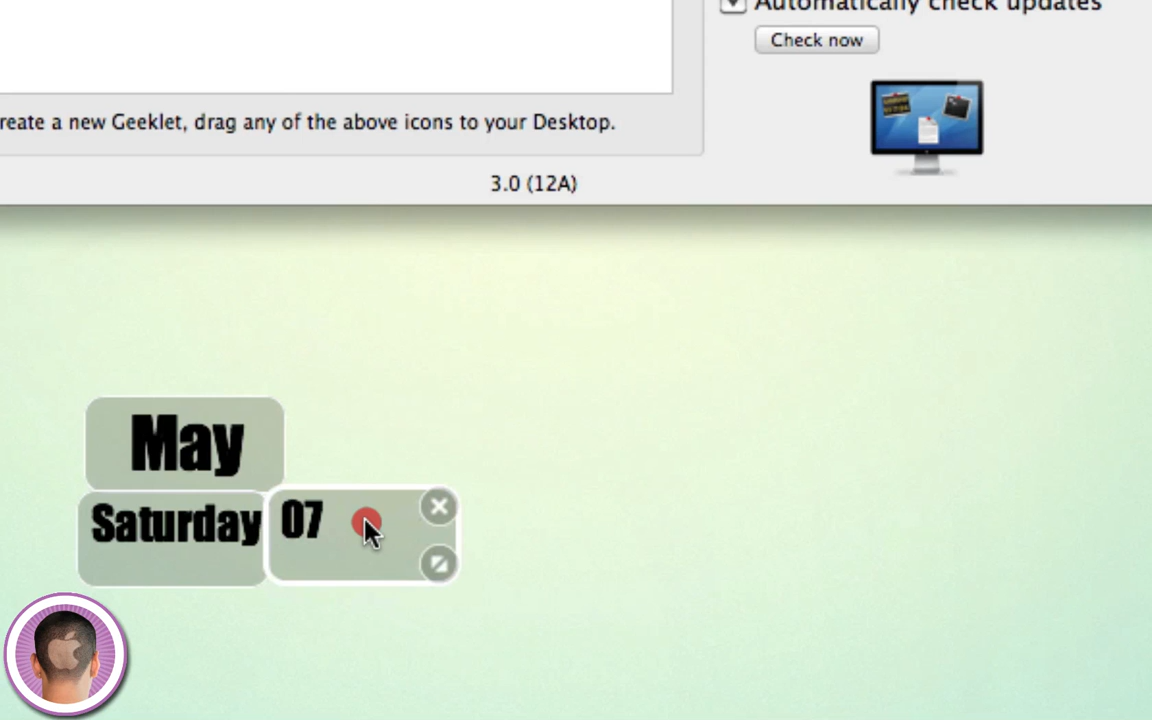 Automatically check updates
Check now
reate a new Geeklet, drag any of the above icons to your Desktop.
3.0 (12A)
May
Saturday 07